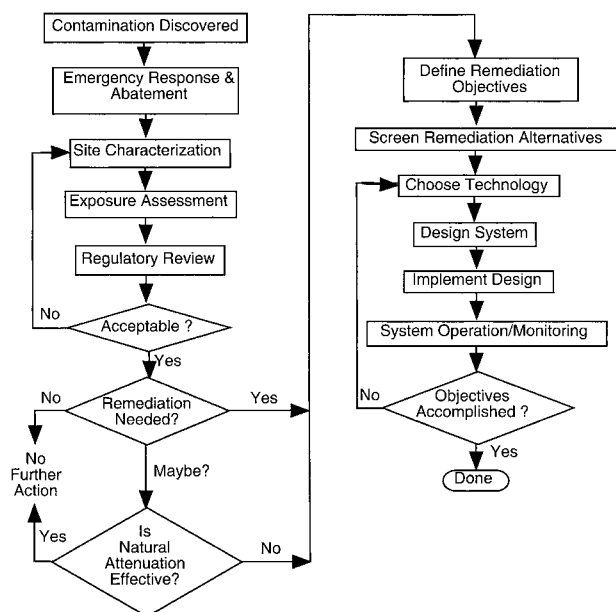 Contamination Discovered
Emergency Response &
Abatement
Site Characterization
Exposure Assessment
Regulatory Review
No
Acceptable ?
Yes
No
Remediation
Needed?
Yes
No
Further
Action
Maybe?
Yes
Is
Natural
Attenuation
Effective?
No
Define Remediation
Objectives
Screen Remediation Alternatives
Choose Technology
Design System
Implement Design
System Operation/Monitoring
No
Objectives
Accomplished ?
Yes
Done